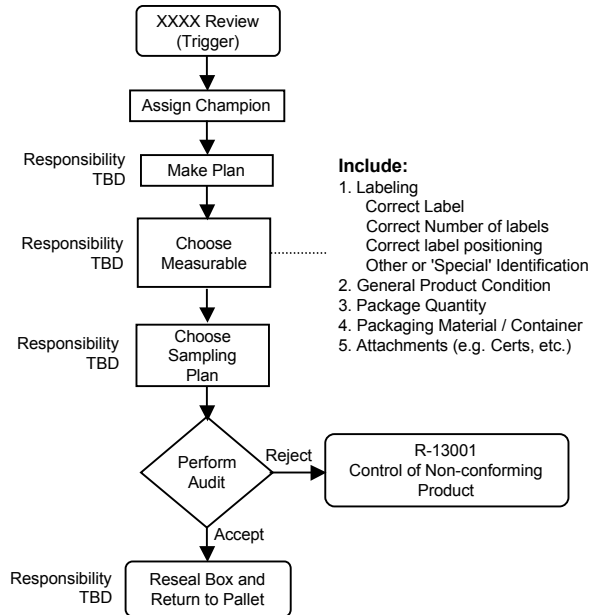 XXXX Review
(Trigger)
Assign Champion
Responsibility
TBD
Make Plan
Responsibility
TBD
Choose
Measurable
Include:
1. Labeling
Correct Label
Correct Number of labels
Correct label positioning
Other or 'Special' Identification
2. General Product Condition
3. Package Quantity
4. Packaging Material / Container
5. Attachments (e.g. Certs, etc.)
Responsibility
TBD
Choose
Sampling
Plan
Perform
Audit
Reject
R-13001
Control of Non-conforming
Product
Accept
Responsibility
TBD
Reseal Box and
Return to Pallet